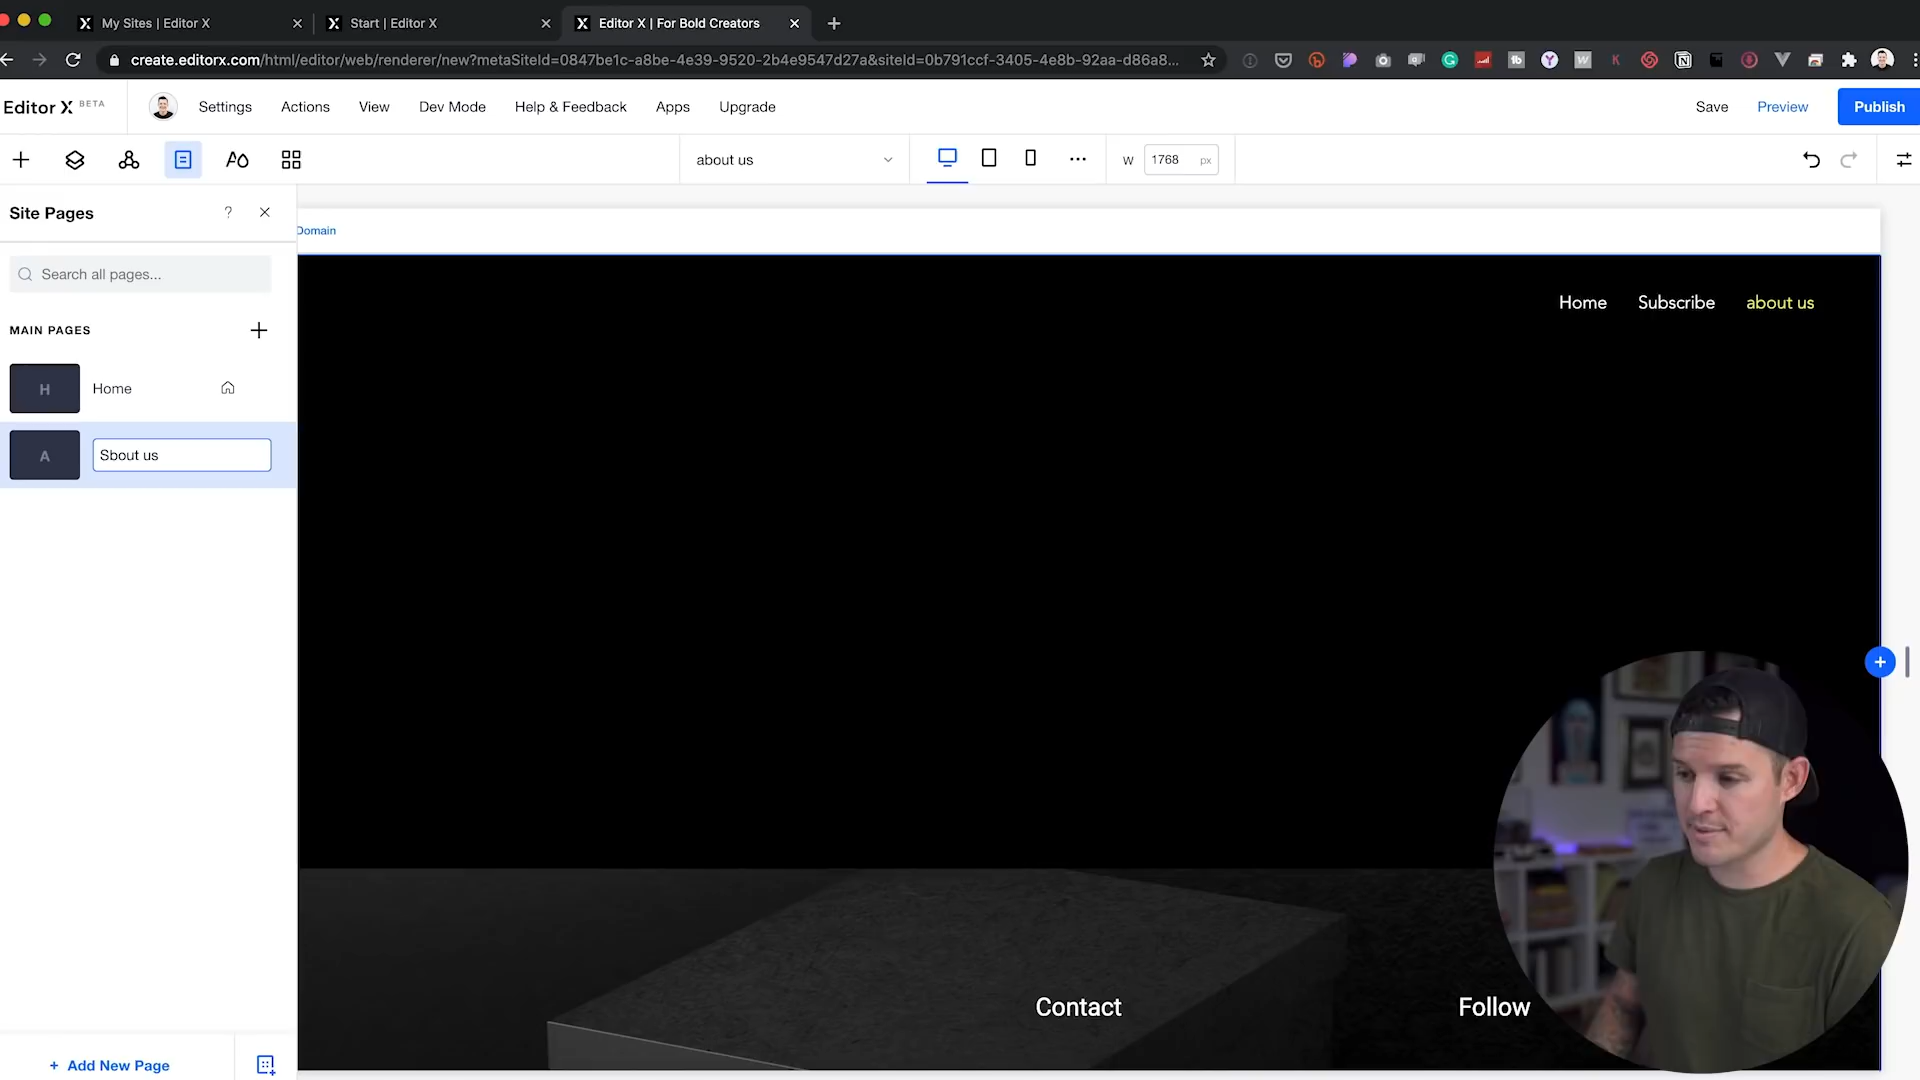 My Sites | Editor X
Start | Editor X
Editor X | For Bold Creators
create.editorx.com/html/editor/web/renderer/new?metaSiteId=0847be1c-a8be-4e39-9520-2b4e9547d27a&siteId=0b791ccf-3405-4e8b-92aa-d86a8...
Editor X BETA
Settings
Actions
View
Dev Mode
Help & Feedback
Apps
Upgrade
Save
Preview
Publish
about us
W 1768 px
Site Pages
?
Domain
Search all pages...
Home Subscribe about us
MAIN PAGES
H Home
A Sbout us
Contact
Follow
+ Add New Page